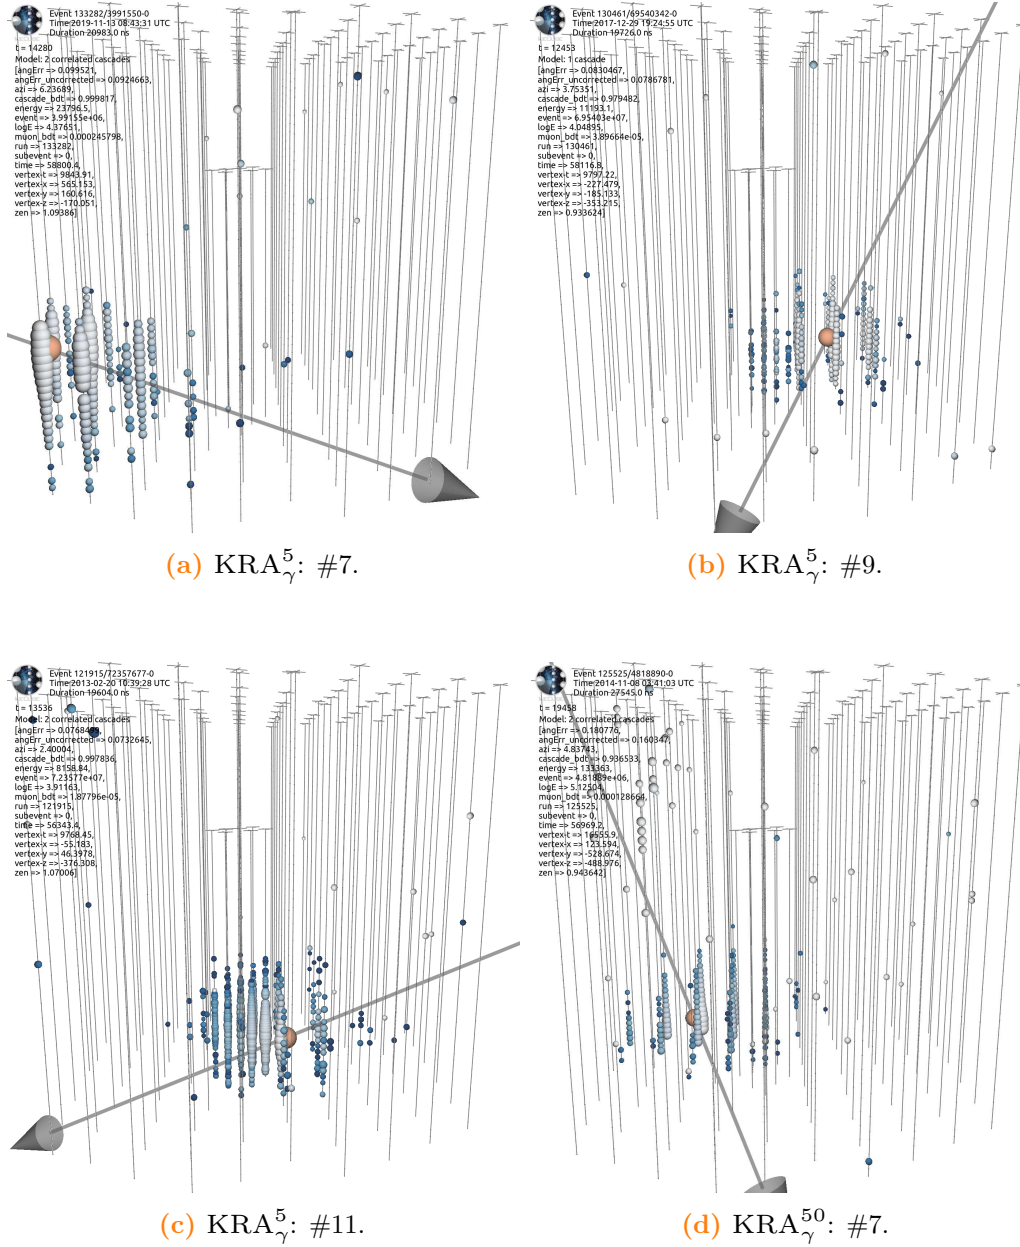 Event 133282/3991550-0
Time 2019-11-13 08:43:31 UTC
Duration 20983.0 ns
t = 14280
Model: 2 correlated cascades
[angErr => 0.099521,
angErr_uncorrected => 0.0924663,
azi => 6.23689,
cascade_bdt => 0.999817,
energy => 23796.5,
event => 3.99155e+06,
logE => 4.37651,
muon_bdt => 0.000245798,
run => 133282,
subevent => 0,
time => 58800.4,
vertex-t => 9843.91,
vertex-x => 565.153,
vertex-y => 160.616,
vertex-z => -170.051,
zen => 1.09386]
(a) KRA⁵γ: #7.
Event 130461/69540342-0
Time 2017-12-29 19:24:55 UTC
Duration 19726.0 ns
t = 12453
Model: 1 cascade
[angErr => 0.0830467,
angErr_uncorrected => 0.0786781,
azi => 3.75351,
cascade_bdt => 0.979482,
energy => 11193.1,
event => 6.95403e+07,
logE => 4.04895,
muon_bdt => 3.89664e-05,
run => 130461,
subevent => 0,
time => 58116.8,
vertex-t => 9797.22,
vertex-x => -227.479,
vertex-y => -185.133,
vertex-z => -353.215,
zen => 0.933624]
(b) KRA⁵γ: #9.
Event 121915/72357677-0
Time 2013-02-20 10:39:28 UTC
Duration 19604.0 ns
t = 13536
Model: 2 correlated cascades
[angErr => 0.0768499,
angErr_uncorrected => 0.0732645,
azi => 2.40004,
cascade_bdt => 0.997836,
energy => 8158.84,
event => 7.23577e+07,
logE => 3.91163,
muon_bdt => 1.87796e-05,
run => 121915,
subevent => 0,
time => 56343.4,
vertex-t => 9768.45,
vertex-x => -55.183,
vertex-y => 46.3978,
vertex-z => -376.308,
zen => 1.07006]
(c) KRA⁵γ: #11.
Event 125525/4818890-0
Time 2014-11-08 03:41:03 UTC
Duration 27545.0 ns
t = 19458
Model: 2 correlated cascades
[angErr => 0.180776,
angErr_uncorrected => 0.160347,
azi => 4.83743,
cascade_bdt => 0.936533,
energy => 133363,
event => 4.81889e+06,
logE => 5.12504,
muon_bdt => 0.000128664,
run => 125525,
subevent => 0,
time => 56969.2,
vertex-t => 16555.9,
vertex-x => 123.594,
vertex-y => -528.674,
vertex-z => -488.976,
zen => 0.943642]
(d) KRA⁵⁰γ: #7.